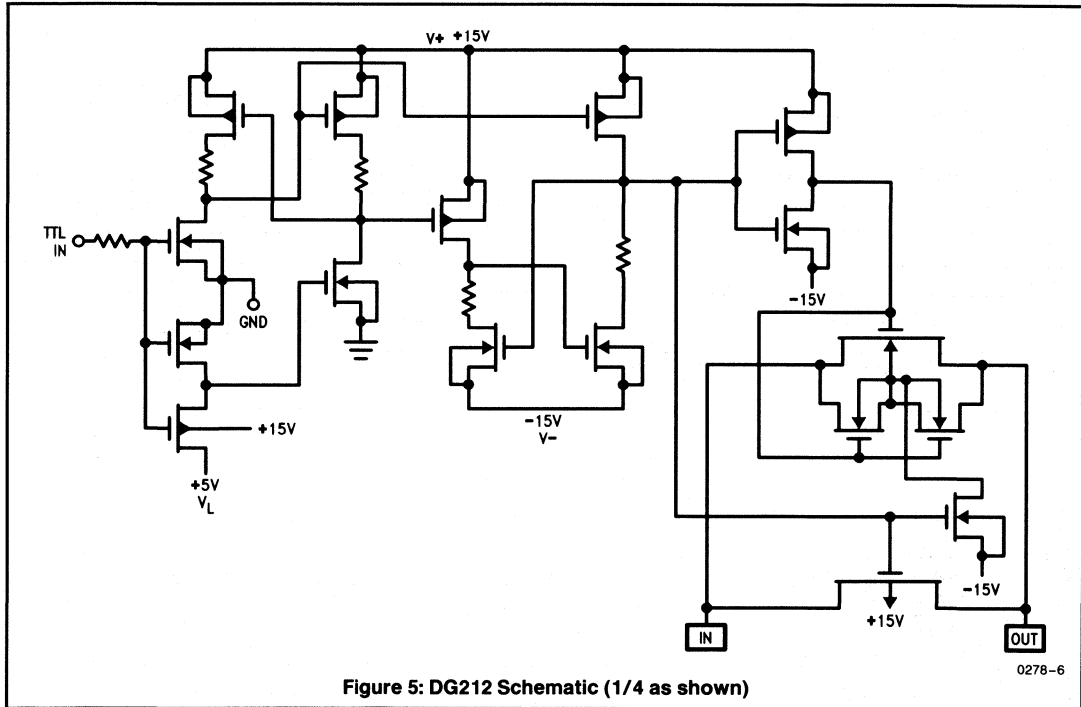 V+ +15V
TTL
IN
GND
+15V
+5V
VL
-15V
V-
-15V
-15V
+15V
IN
OUT
0278-6
Figure 5: DG212 Schematic (1/4 as shown)